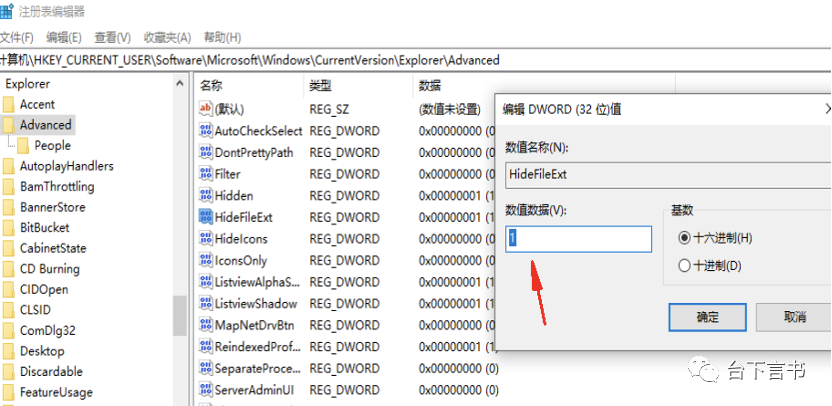 注册表编辑器
文件(F) 编辑(E) 查看(V) 收藏夹(A) 帮助(H)
计算机\HKEY_CURRENT_USER\Software\Microsoft\Windows\CurrentVersion\Explorer\Advanced
Explorer
Accent
Advanced
People
AutoplayHandlers
BamThrottling
BannerStore
BitBucket
CabinetState
CD Burning
CIDOpen
CLSID
ComDlg32
Desktop
Discardable
FeatureUsage
名称 类型 数据
ab (默认) REG_SZ (数值未设置)
AutoCheckSelect REG_DWORD 0x00000000 (0
DontPrettyPath REG_DWORD 0x00000000 (0
Filter REG_DWORD 0x00000000 (0
Hidden REG_DWORD 0x00000001 (1
HideFileExt REG_DWORD 0x00000001 (1
HideIcons REG_DWORD 0x00000000 (0
IconsOnly REG_DWORD 0x00000000 (0
ListviewAlphaS... REG_DWORD 0x00000001 (1
ListviewShadow REG_DWORD 0x00000001 (1
MapNetDrvBtn REG_DWORD 0x00000000 (0
ReindexedProf... REG_DWORD 0x00000001 (1)
SeparateProce... REG_DWORD 0x00000000 (0)
ServerAdminUI REG_DWORD 0x00000000 (0)
编辑 DWORD (32 位)值
数值名称(N):
HideFileExt
数值数据(V):
1
基数
十六进制(H)
十进制(D)
确定 取消
台下言书